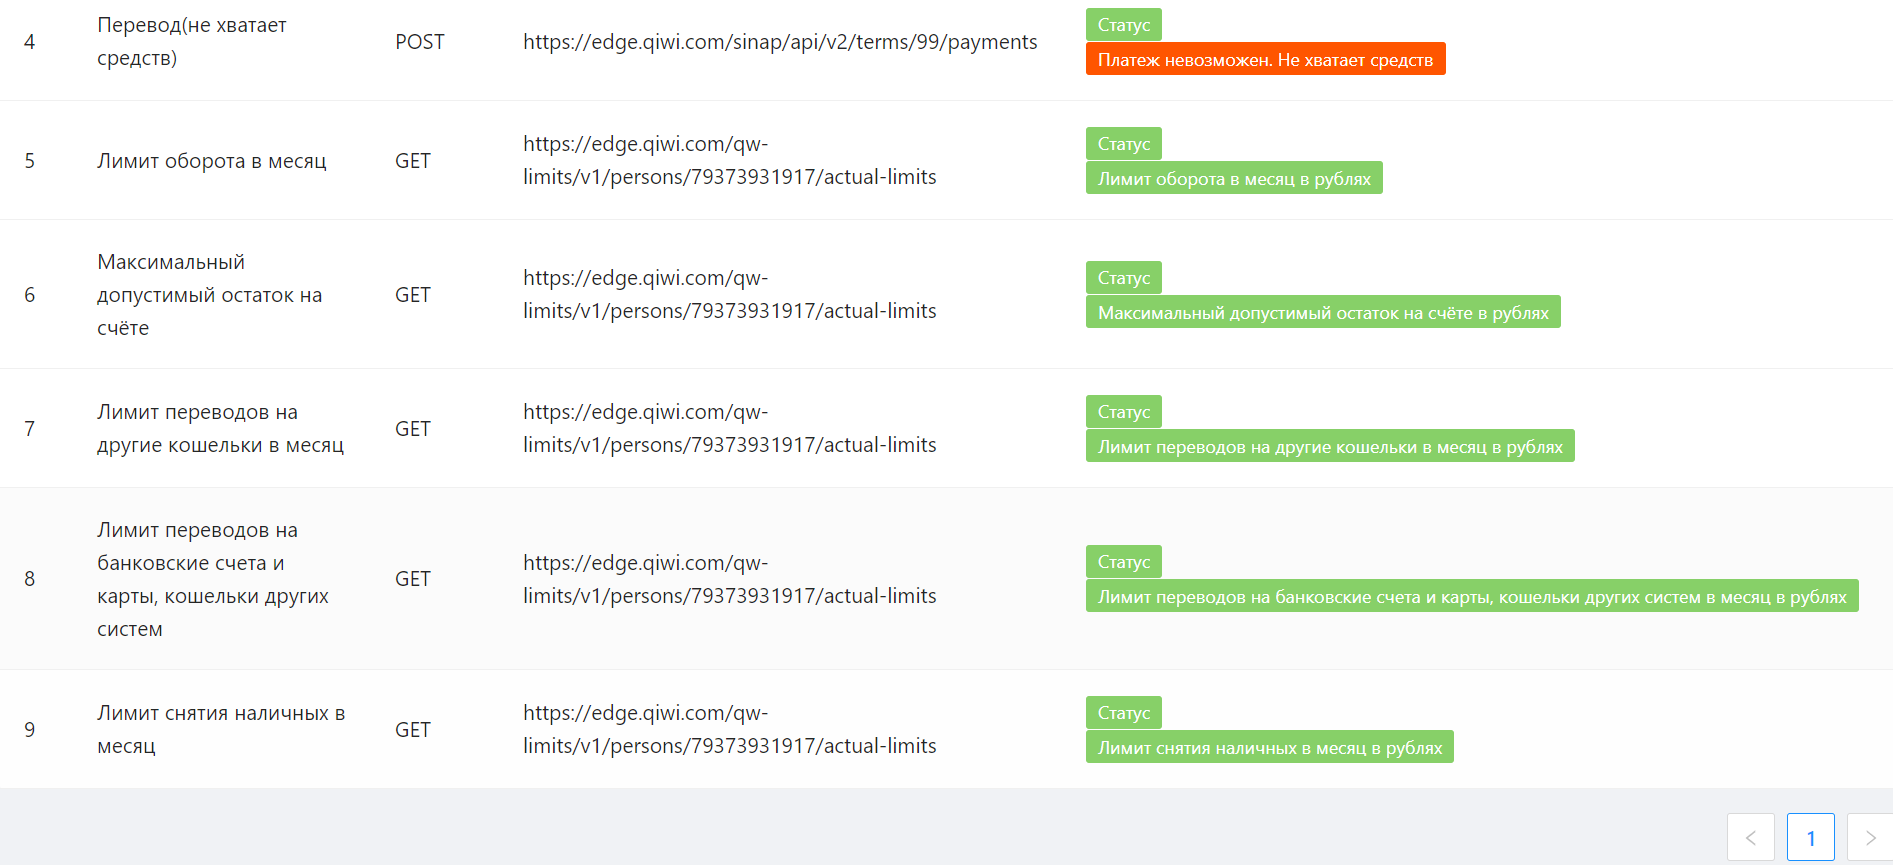 4
Перевод(не хватает
средств)
POST
https://edge.qiwi.com/sinap/api/v2/terms/99/payments
Статус
Платеж невозможен. Не хватает средств
5
Лимит оборота в месяц
GET
https://edge.qiwi.com/qw-
limits/v1/persons/79373931917/actual-limits
Статус
Лимит оборота в месяц в рублях
6
Максимальный
допустимый остаток на
счёте
GET
https://edge.qiwi.com/qw-
limits/v1/persons/79373931917/actual-limits
Статус
Максимальный допустимый остаток на счёте в рублях
7
Лимит переводов на
другие кошельки в месяц
GET
https://edge.qiwi.com/qw-
limits/v1/persons/79373931917/actual-limits
Статус
Лимит переводов на другие кошельки в месяц в рублях
8
Лимит переводов на
банковские счета и
карты, кошельки других
систем
GET
https://edge.qiwi.com/qw-
limits/v1/persons/79373931917/actual-limits
Статус
Лимит переводов на банковские счета и карты, кошельки других систем в месяц в рублях
9
Лимит снятия наличных в
месяц
GET
https://edge.qiwi.com/qw-
limits/v1/persons/79373931917/actual-limits
Статус
Лимит снятия наличных в месяц в рублях
1